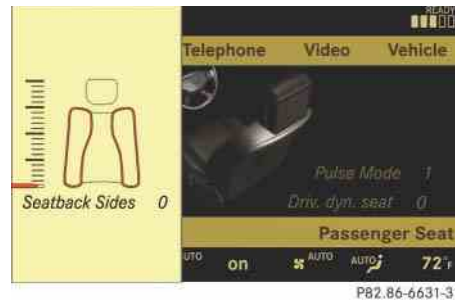 READY
Telephone Video Vehicle
Pulse Mode 1
Seatback Sides 0
Driv. dyn. seat 0
Passenger Seat
UTO on AUTO AUTO 72°F
P82.86-6631-3